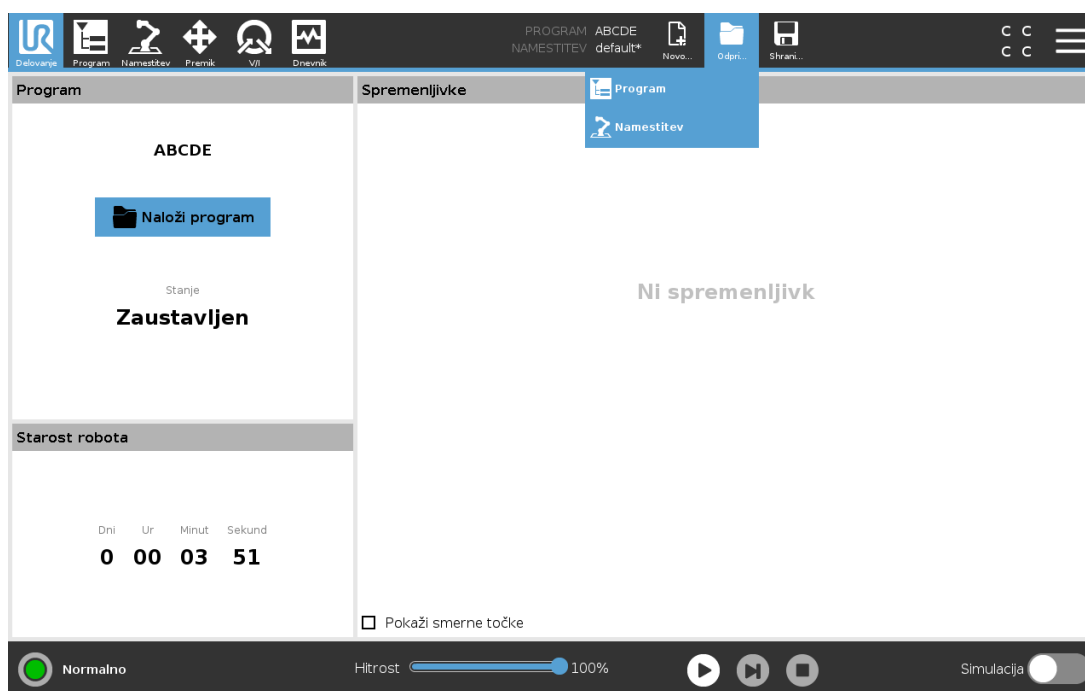 PROGRAM ABCDE
NAMESTITEV default*
C C
C C
Delovanje Program Namestitev Premik V/I Dnevnik Novo... Odpri... Shrani...
Program
Spremenljivke
Program
Namestitev
ABCDE
Naloži program
Stanje
Zaustavljen
Ni spremenljivk
Starost robota
Dni Ur Minut Sekund
0 00 03 51
Pokaži smerne točke
Normalno
Hitrost 100%
Simulacija